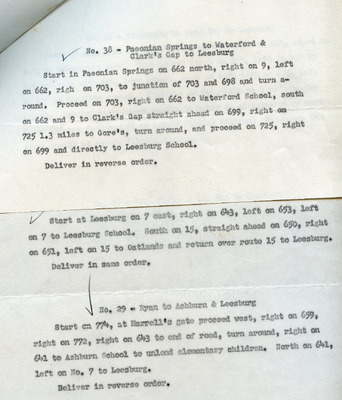 No. 38 - Paeonian Springs to Waterford &
Clark's Gap to Leesburg
Start in Paeonian Springs on 662 north, right on 9, left
on 662, righ on 703, to junction of 703 and 698 and turn a-
round. Proceed on 703, right on 662 to Waterford School, south
on 662 and 9 to Clark's Gap straight ahead on 699, right on
725 1.3 miles to Gore's, turn around, and proceed on 725, right
on 699 and directly to Leesburg School.
Deliver in reverse order.
Start at Leesburg on 7 east, right on 643, left on 653, left
on 7 to Leesburg School. South on 15, straight ahead on 650, right
on 651, left on 15 to Oatlands and return over route 15 to Leesburg.
Deliver in same order.
No. 29 - Ryan to Ashburn & Leesburg
Start on 774, at Harrell's gate proceed west, right on 659,
right on 772, right on 643 to end of road, turn around, right on
641 to Ashburn School to unload elementary children. North on 641,
left on No. 7 to Leesburg.
Deliver in reverse order.